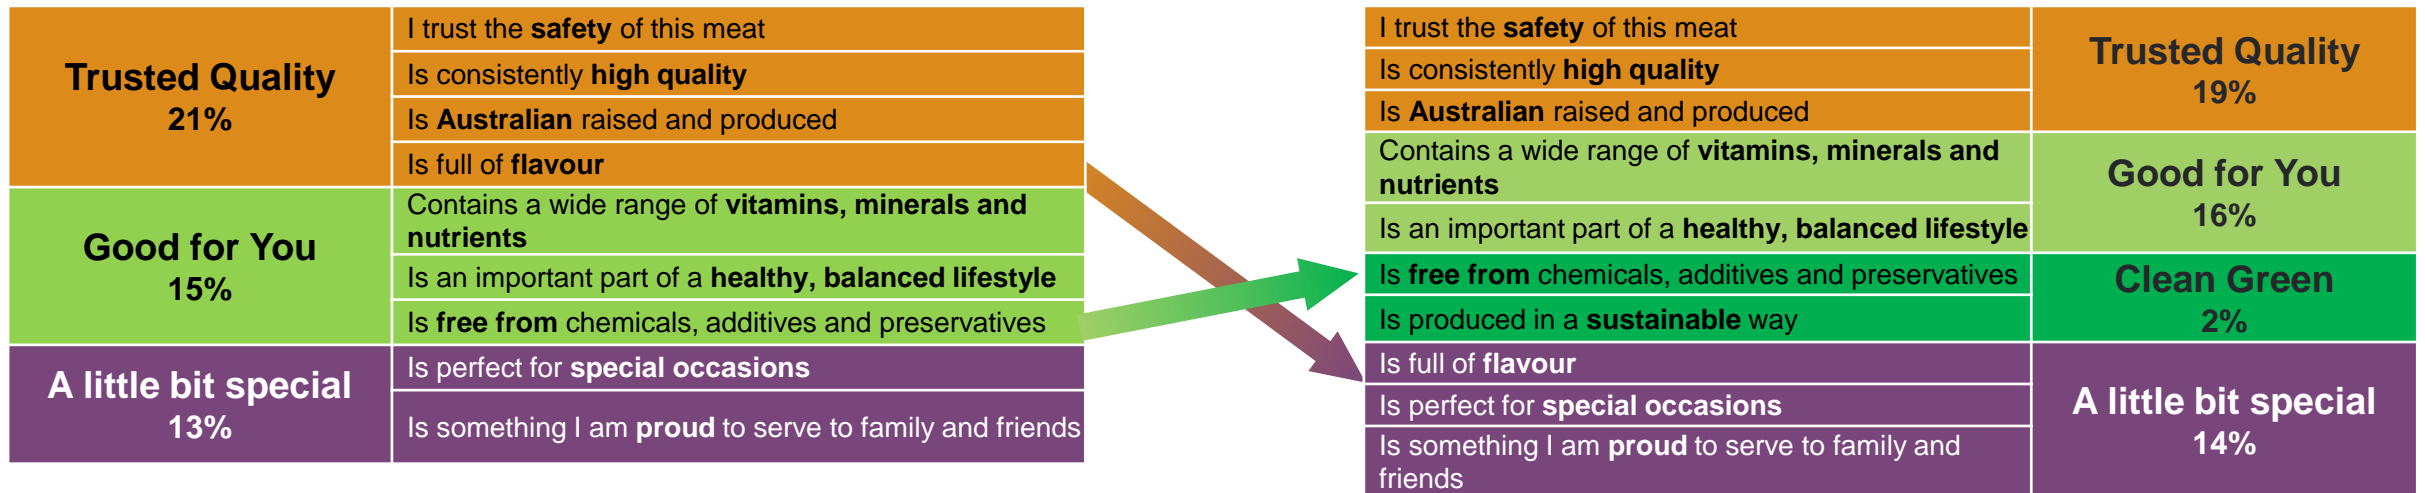 Trusted Quality
21%
I trust the safety of this meat
Is consistently high quality
Is Australian raised and produced
Is full of flavour
Good for You
15%
Contains a wide range of vitamins, minerals and
nutrients
Is an important part of a healthy, balanced lifestyle
Is free from chemicals, additives and preservatives
A little bit special
13%
Is perfect for special occasions
Is something I am proud to serve to family and friends
I trust the safety of this meat
Is consistently high quality
Is Australian raised and produced
Trusted Quality
19%
Contains a wide range of vitamins, minerals and
nutrients
Is an important part of a healthy, balanced lifestyle
Good for You
16%
Is free from chemicals, additives and preservatives
Is produced in a sustainable way
Clean Green
2%
Is full of flavour
Is perfect for special occasions
Is something I am proud to serve to family and
friends
A little bit special
14%